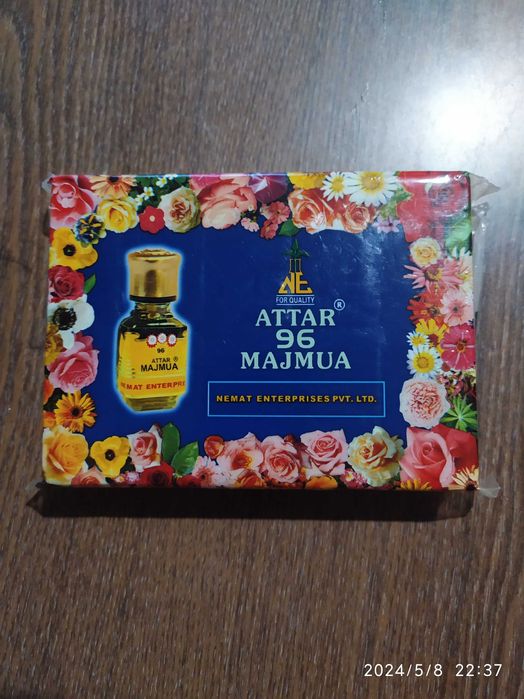 NE
FOR QUALITY
ATTAR ®
96
MAJMUA
NEMAT ENTERPRISES PVT. LTD.
96
ATTAR ®
MAJMUA
NEMAT ENTERPRI
2024/5/8 22:37